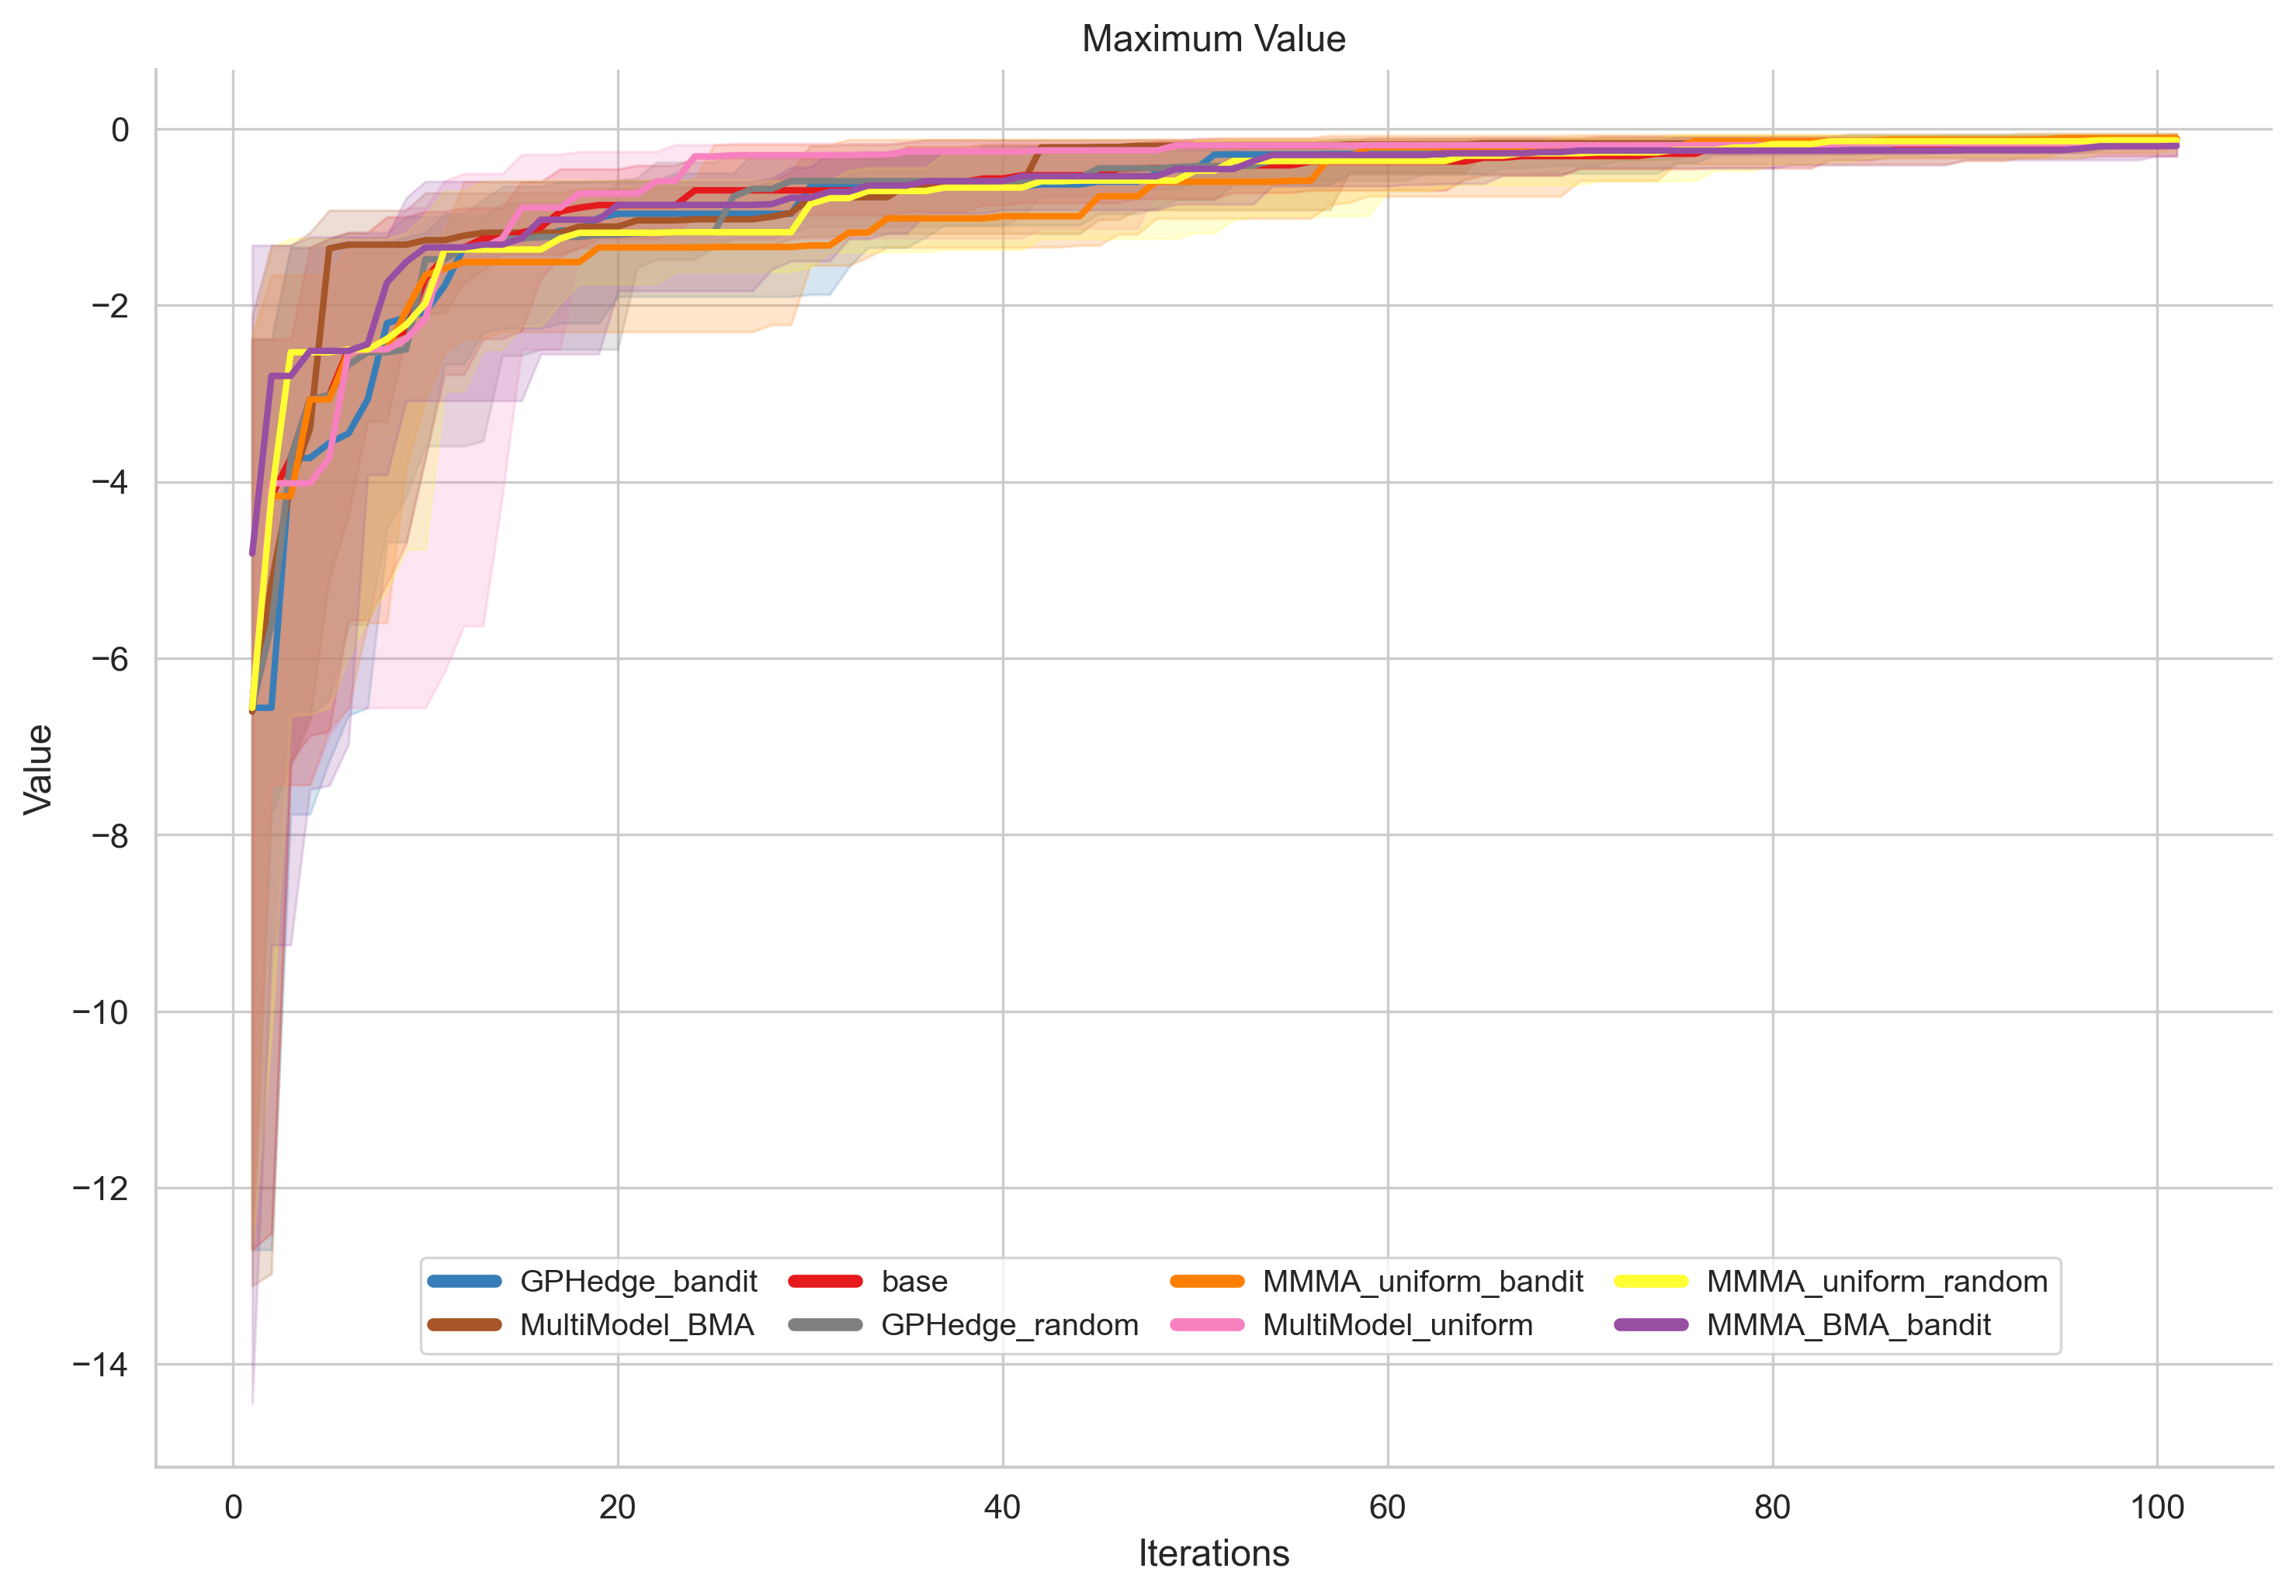 Maximum Value
0
−2
−4
−6
−8
−10
−12
−14
Value
GPHedge_bandit base MMMA_uniform_bandit MMMA_uniform_random
MultiModel_BMA GPHedge_random MultiModel_uniform MMMA_BMA_bandit
0 20 40 60 80 100
Iterations